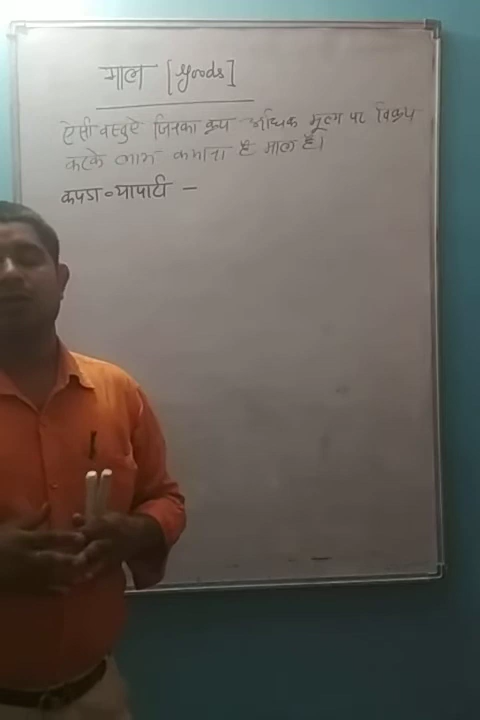 माल [Goods]
ऐसी वस्तुऐ जिनका क्रय अधिक मूल्य पर विक्रय
करके लाभ कमाना है माल है।
कपडा व्यापारी –